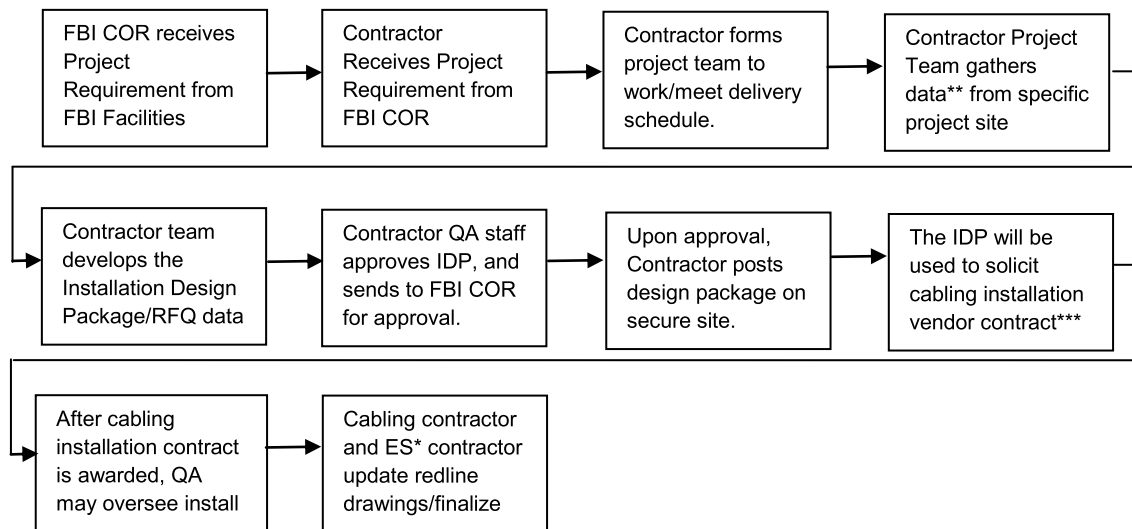 FBI COR receives
Project
Requirement from
FBI Facilities
Contractor
Receives Project
Requirement from
FBI COR
Contractor forms
project team to
work/meet delivery
schedule.
Contractor Project
Team gathers
data** from specific
project site
Contractor team
develops the
Installation Design
Package/RFQ data
Contractor QA staff
approves IDP, and
sends to FBI COR
for approval.
Upon approval,
Contractor posts
design package on
secure site.
The IDP will be
used to solicit
cabling installation
vendor contract***
After cabling
installation contract
is awarded, QA
may oversee install
Cabling contractor
and ES* contractor
update redline
drawings/finalize